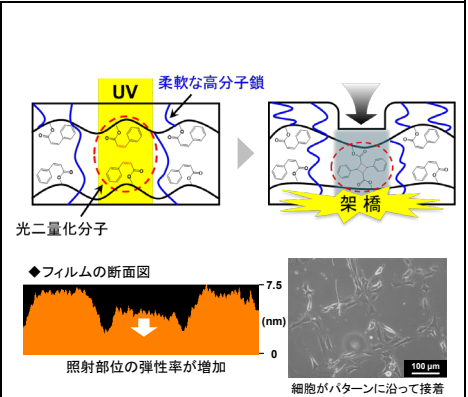 UV
柔軟な高分子鎖
光二量化分子
架橋
◆フィルムの断面図
7.5
(nm)
0
照射部位の弾性率が増加
100 μm
細胞がパターンに沿って接着